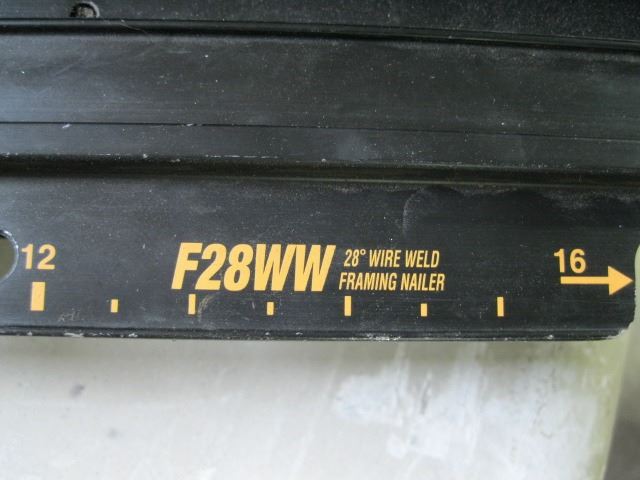 12
F28WW
28° WIRE WELD
FRAMING NAILER
16